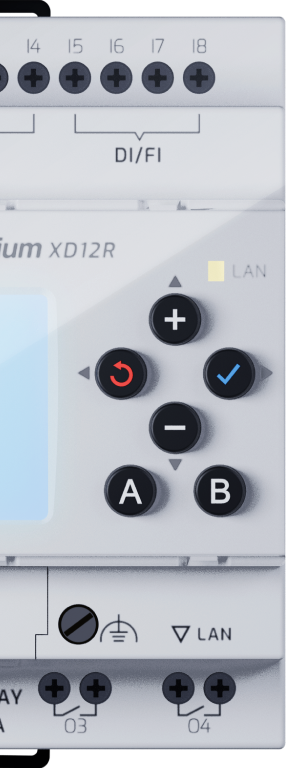 I4 I5 I6 I7 I8
DI/FI
ium XD12R
LAN
A B
LAN
AY
A
O3 O4